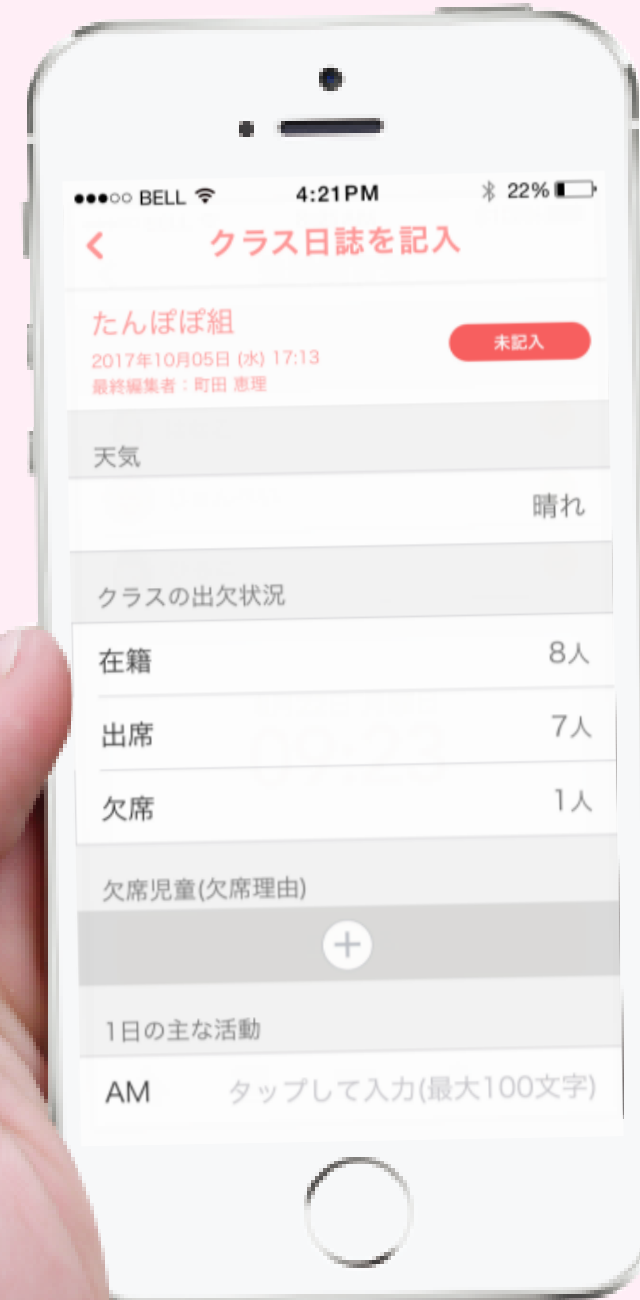 BELL 4:21PM 22%
クラス日誌を記入
たんぽぽ組
未記入
2017年10月05日 (水) 17:13
最終編集者：町田 恵理
天気
晴れ
クラスの出欠状況
在籍 8人
09:23
出席 7人
欠席 1人
欠席児童(欠席理由)
1日の主な活動
AM タップして入力(最大100文字)